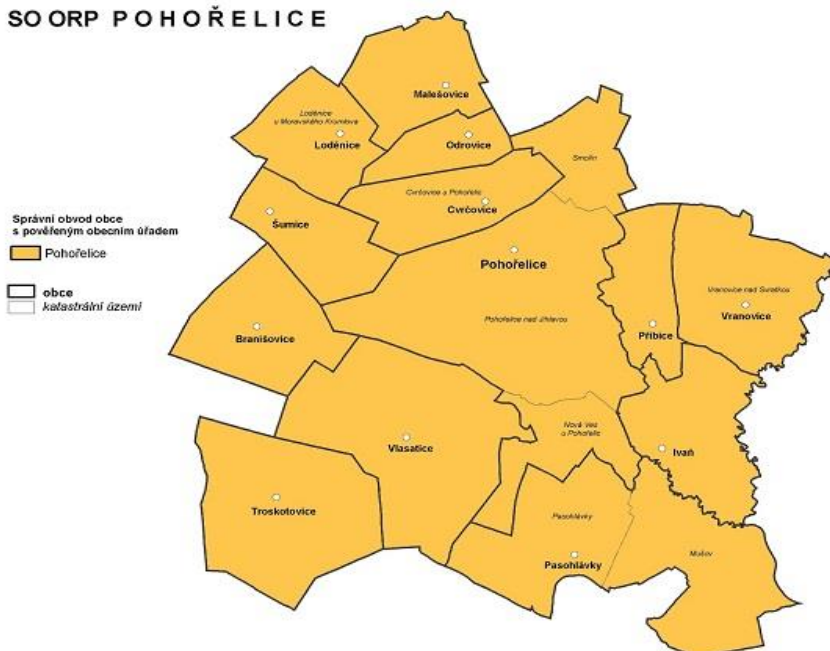 SO ORP POHOŘELICE
Malešovice
Loděnice
u Moravského Krumlova
Loděnice
Odrovice
Smolín
Cvrčovice u Pohořelic
Cvrčovice
Správní obvod obce
s pověřeným obecním úřadem
Pohořelice
Šumice
Pohořelice
obce
katastrální území
Vranovice nad Svratkou
Vranovice
Pohořelice nad Jihlavou
Přibice
Branišovice
Nová Ves
u Pohořelic
Vlasatice
Ivaň
Troskotovice
Pasohlávky
Mušov
Pasohlávky